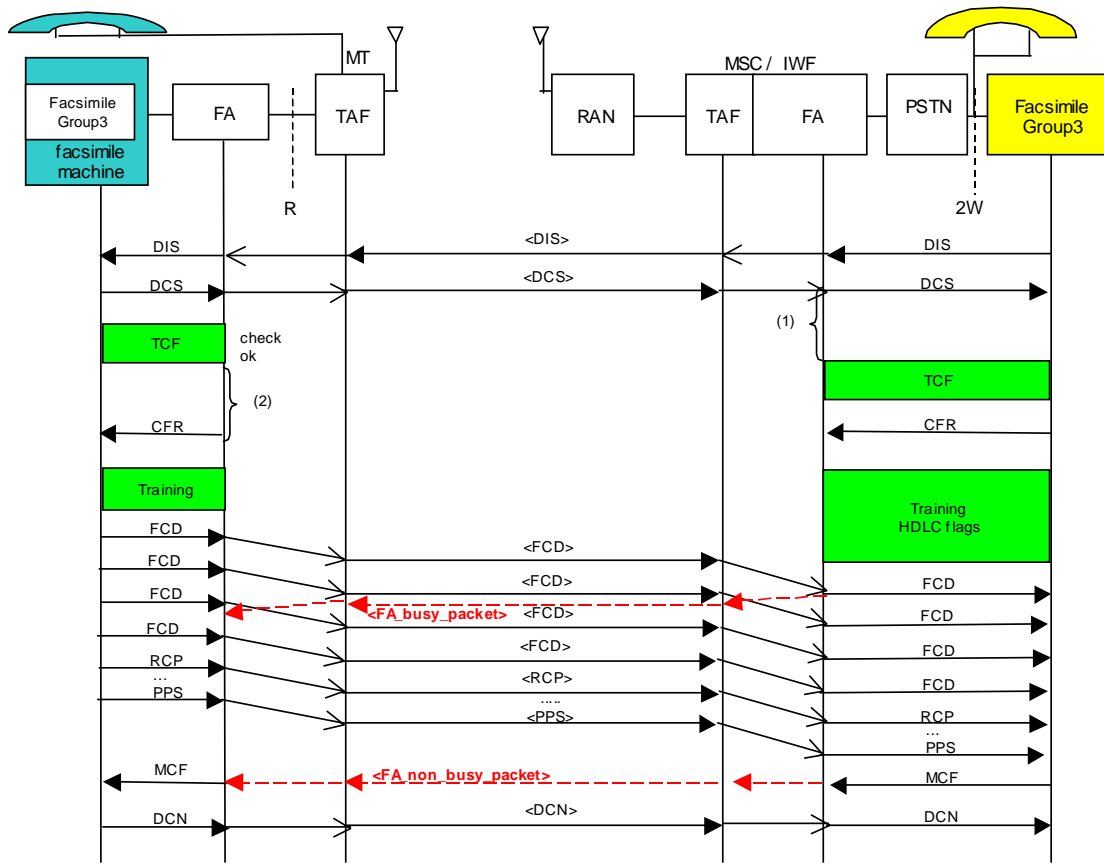 MT
MSC / IWF
Facsimile
Group3
facsimile
machine
FA
TAF
RAN
TAF
FA
PSTN
Facsimile
Group3
R
2W
DIS
<DIS>
DIS
DCS
<DCS>
DCS
(1)
TCF
check
ok
TCF
(2)
CFR
CFR
Training
Training
HDLC flags
FCD
<FCD>
FCD
<FCD>
FCD
FCD
<FA_busy_packet>
<FCD>
FCD
FCD
<FCD>
FCD
RCP
<RCP>
FCD
...
.....
PPS
<PPS>
RCP
...
PPS
MCF
<FA_non_busy_packet>
MCF
DCN
<DCN>
DCN